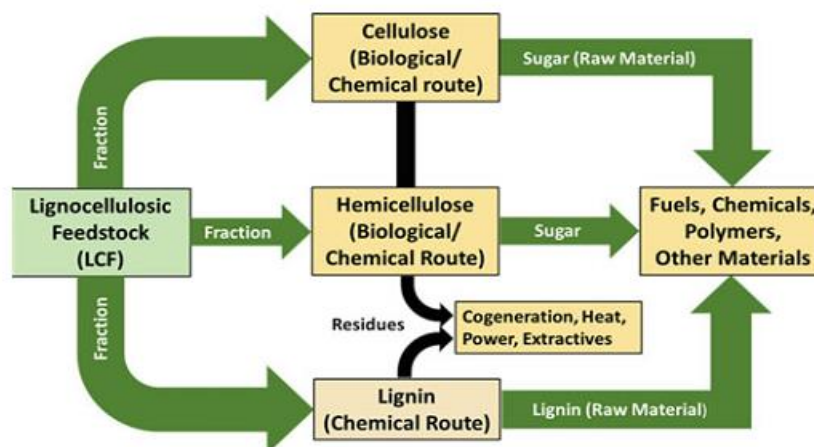 Cellulose
(Biological/
Chemical route)
Sugar (Raw Material)
Fraction
Lignocellulosic
Feedstock
(LCF)
Fraction
Hemicellulose
(Biological/
Chemical Route)
Sugar
Fuels, Chemicals,
Polymers,
Other Materials
Residues
Cogeneration, Heat,
Power, Extractives
Fraction
Lignin
(Chemical Route)
Lignin (Raw Material)